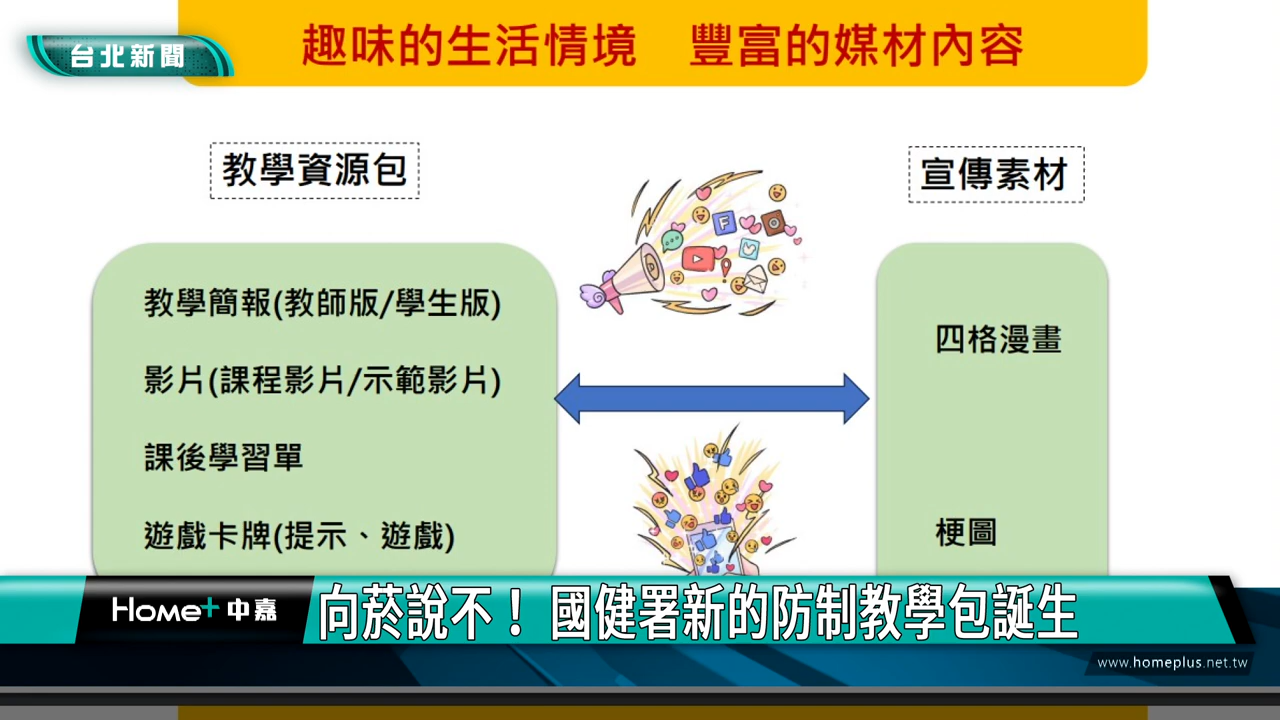 台北新聞
趣味的生活情境 豐富的媒材內容
教學資源包
宣傳素材
教學簡報(教師版/學生版)
影片(課程影片/示範影片)
課後學習單
遊戲卡牌(提示、遊戲)
四格漫畫
梗圖
Home+中嘉
向菸說不！ 國健署新的防制教學包誕生
www.homeplus.net.tw